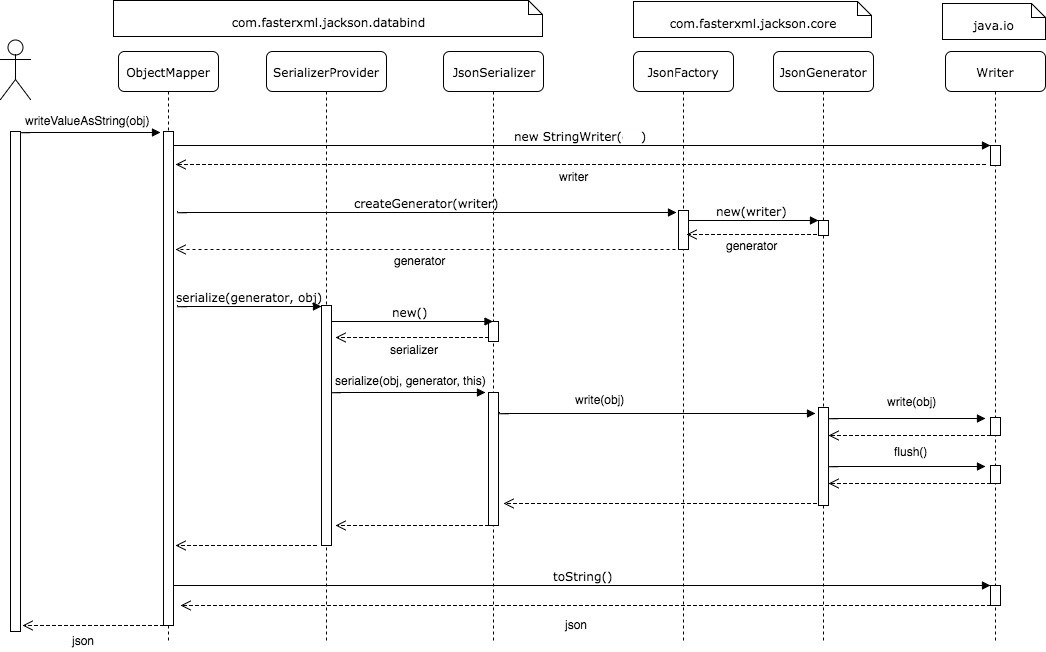 com.fasterxml.jackson.databind
com.fasterxml.jackson.core
java.io
ObjectMapper
SerializerProvider
JsonSerializer
JsonFactory
JsonGenerator
Writer
writeValueAsString(obj)
new StringWriter( )
writer
createGenerator(writer)
new(writer)
generator
generator
serialize(generator, obj)
new()
serializer
serialize(obj, generator, this)
write(obj)
write(obj)
flush()
toString()
json
json